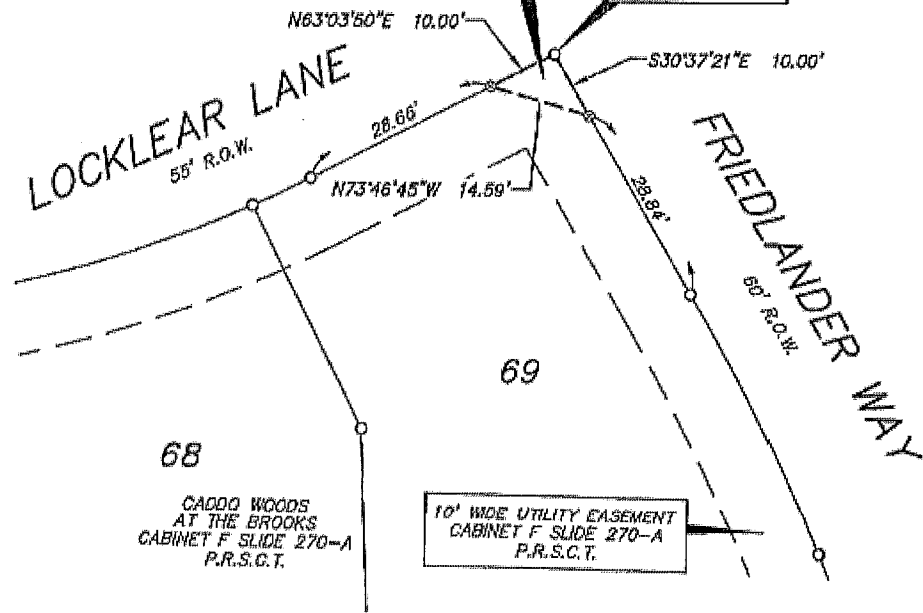 N63°03'50"E 10.00'
S30°37'21"E 10.00'
LOCKLEAR LANE
55' R.O.W.
28.66'
N73°46'45"W 14.59'
FRIEDLANDER WAY
60' R.O.W.
28.84'
69
68
CADDO WOODS
AT THE BROOKS
CABINET F SLIDE 270-A
P.R.S.C.T.
10' WIDE UTILITY EASEMENT
CABINET F SLIDE 270-A
P.R.S.C.T.